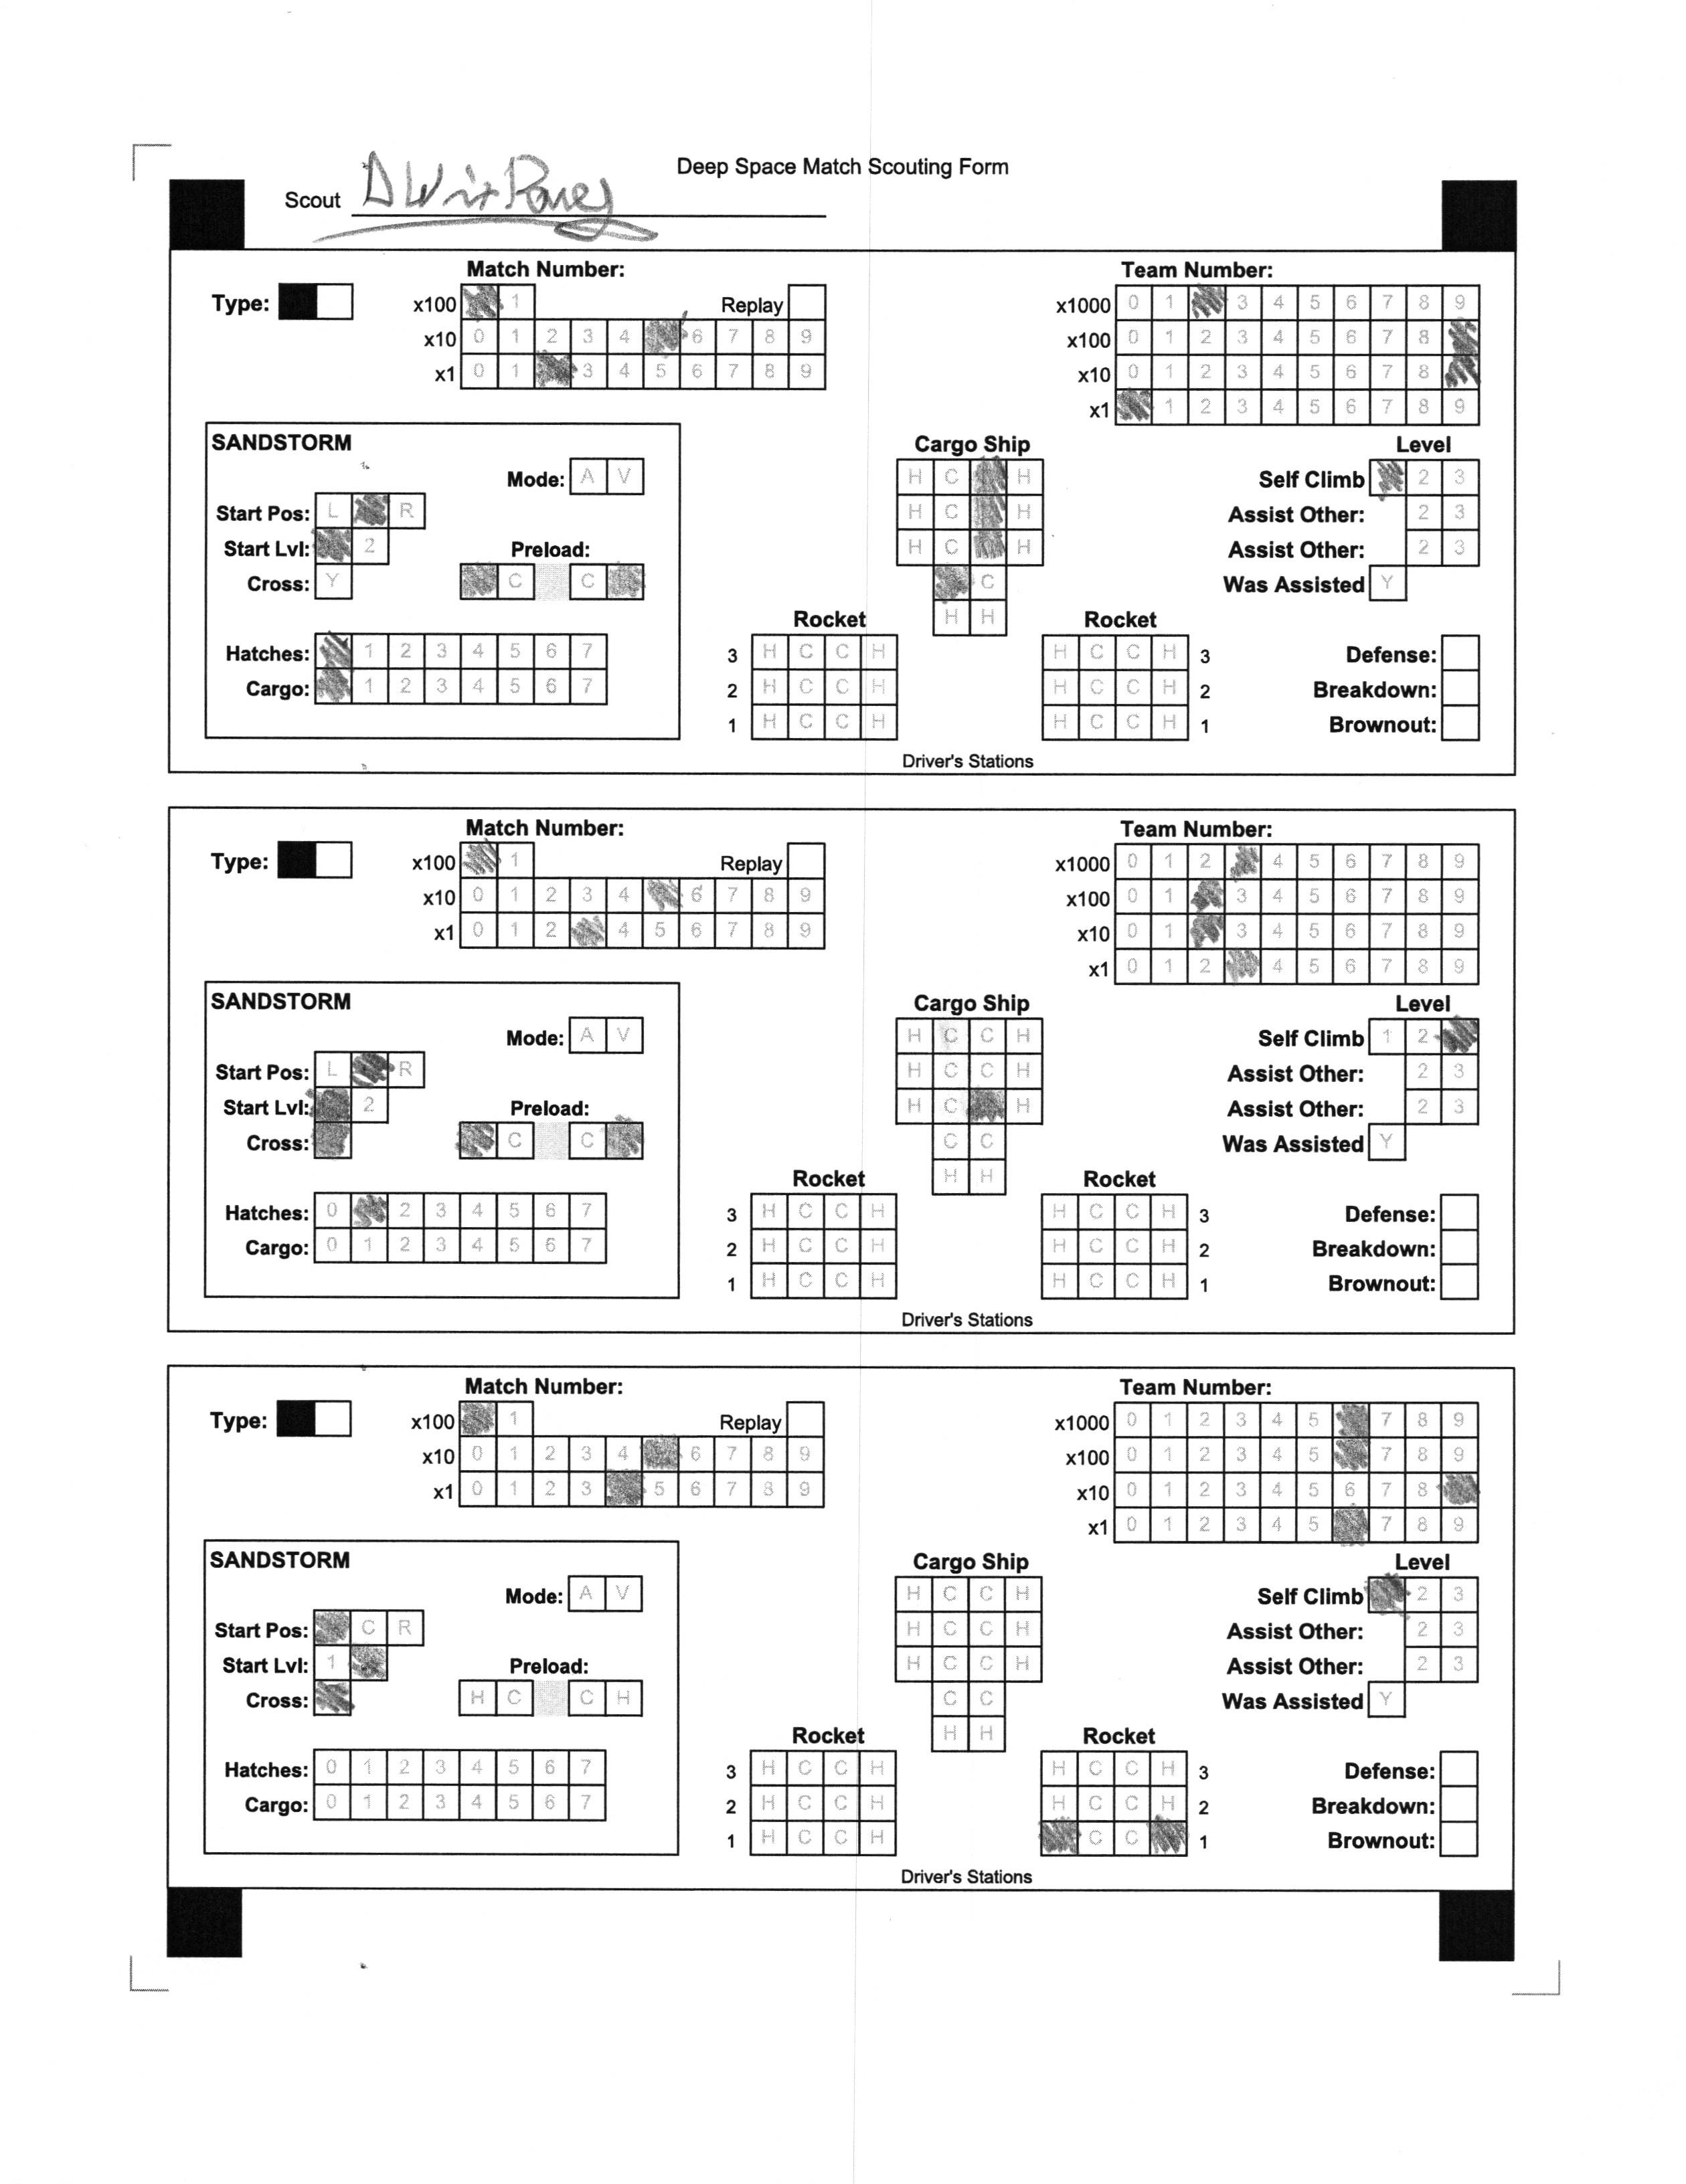 Deep Space Match Scouting Form
Scout
Match Number:
Team Number:
Type:
x100 1 Replay
x1000 0 1 3 4 5 6 7 8 9
x10 0 1 2 3 4 6 7 8 9
x100 0 1 2 3 4 5 6 7 8
x1 0 1 3 4 5 6 7 8 9
x10 0 1 2 3 4 5 6 7 8
x1 1 2 3 4 5 6 7 8 9
SANDSTORM
Mode: A V
Start Pos: L R
Start Lvl: 2
Preload:
Cross: Y
C C
Hatches: 1 2 3 4 5 6 7
Cargo: 1 2 3 4 5 6 7
Cargo Ship
H C H
H C H
H C H
C
H H
Rocket
3 H C C H
2 H C C H
1 H C C H
Rocket
H C C H 3
H C C H 2
H C C H 1
Driver's Stations
Level
Self Climb 2 3
Assist Other: 2 3
Assist Other: 2 3
Was Assisted Y
Defense:
Breakdown:
Brownout:
Match Number:
Team Number:
Type:
x100 1 Replay
x1000 0 1 2 4 5 6 7 8 9
x10 0 1 2 3 4 6 7 8 9
x100 0 1 3 4 5 6 7 8 9
x1 0 1 2 4 5 6 7 8 9
x10 0 1 3 4 5 6 7 8 9
x1 0 1 2 4 5 6 7 8 9
SANDSTORM
Mode: A V
Start Pos: L R
Start Lvl: 2
Preload:
Cross:
C C
Hatches: 0 2 3 4 5 6 7
Cargo: 0 1 2 3 4 5 6 7
Cargo Ship
H C C H
H C C H
H C H
C C
H H
Rocket
3 H C C H
2 H C C H
1 H C C H
Rocket
H C C H 3
H C C H 2
H C C H 1
Driver's Stations
Level
Self Climb 1 2
Assist Other: 2 3
Assist Other: 2 3
Was Assisted Y
Defense:
Breakdown:
Brownout:
Match Number:
Team Number:
Type:
x100 1 Replay
x1000 0 1 2 3 4 5 7 8 9
x10 0 1 2 3 4 6 7 8 9
x100 0 1 2 3 4 5 7 8 9
x1 0 1 2 3 5 6 7 8 9
x10 0 1 2 3 4 5 6 7 8
x1 0 1 2 3 4 5 7 8 9
SANDSTORM
Mode: A V
Start Pos: C R
Start Lvl: 1
Preload:
Cross:
H C C H
Hatches: 0 1 2 3 4 5 6 7
Cargo: 0 1 2 3 4 5 6 7
Cargo Ship
H C C H
H C C H
H C C H
C C
H H
Rocket
3 H C C H
2 H C C H
1 H C C H
Rocket
H C C H 3
H C C H 2
C C 1
Driver's Stations
Level
Self Climb 2 3
Assist Other: 2 3
Assist Other: 2 3
Was Assisted Y
Defense:
Breakdown:
Brownout: